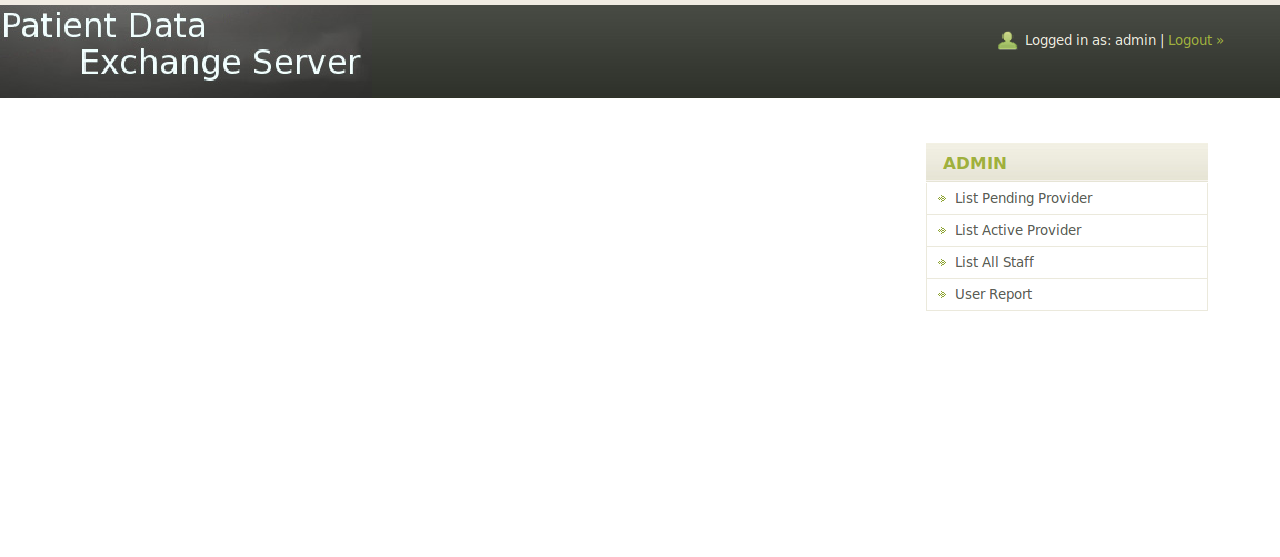 Patient Data
Exchange Server
Logged in as: admin | Logout »
ADMIN
List Pending Provider
List Active Provider
List All Staff
User Report